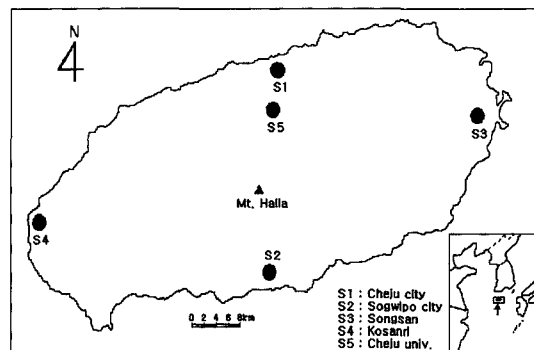 N
S1
S5
S3
Mt. Halla
S4
S2
S1 : Cheju city
S2 : Sogwipo city
S3 : Songsan
S4 : Kosanri
S5 : Cheju univ.
0 2 4 6 8km